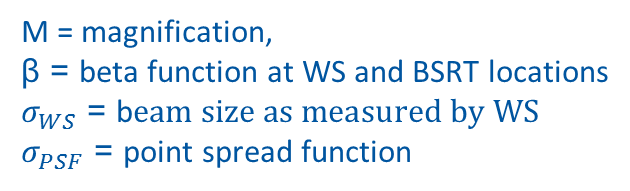 M = magnification,
β = beta function at WS and BSRT locations
σ_WS = beam size as measured by WS
σ_PSF = point spread function